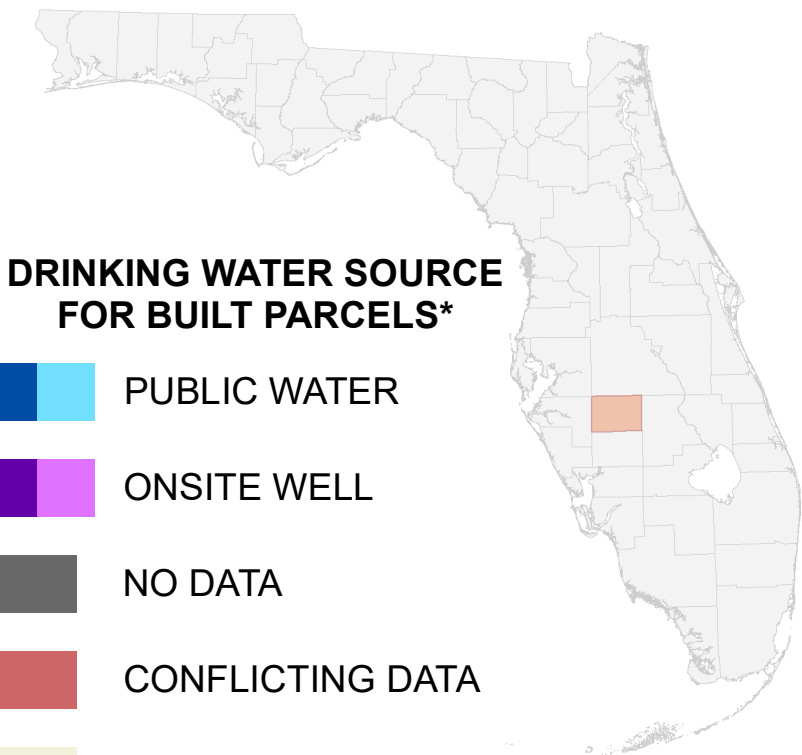 DRINKING WATER SOURCE
FOR BUILT PARCELS*
PUBLIC WATER
ONSITE WELL
NO DATA
CONFLICTING DATA